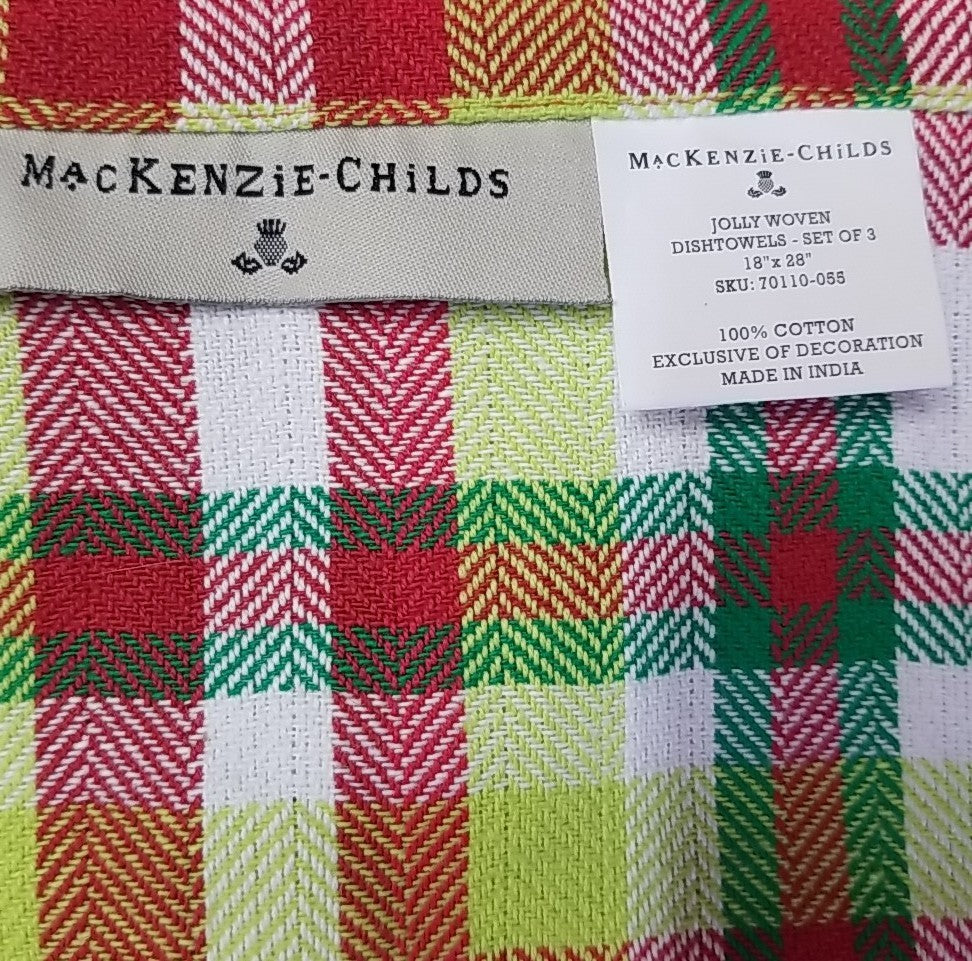 MACKENZiE-CHiLDS
MACKENZiE-CHiLDS
JOLLY WOVEN
DISHTOWELS - SET OF 3
18"x 28"
SKU: 70110-055
100% COTTON
EXCLUSIVE OF DECORATION
MADE IN INDIA